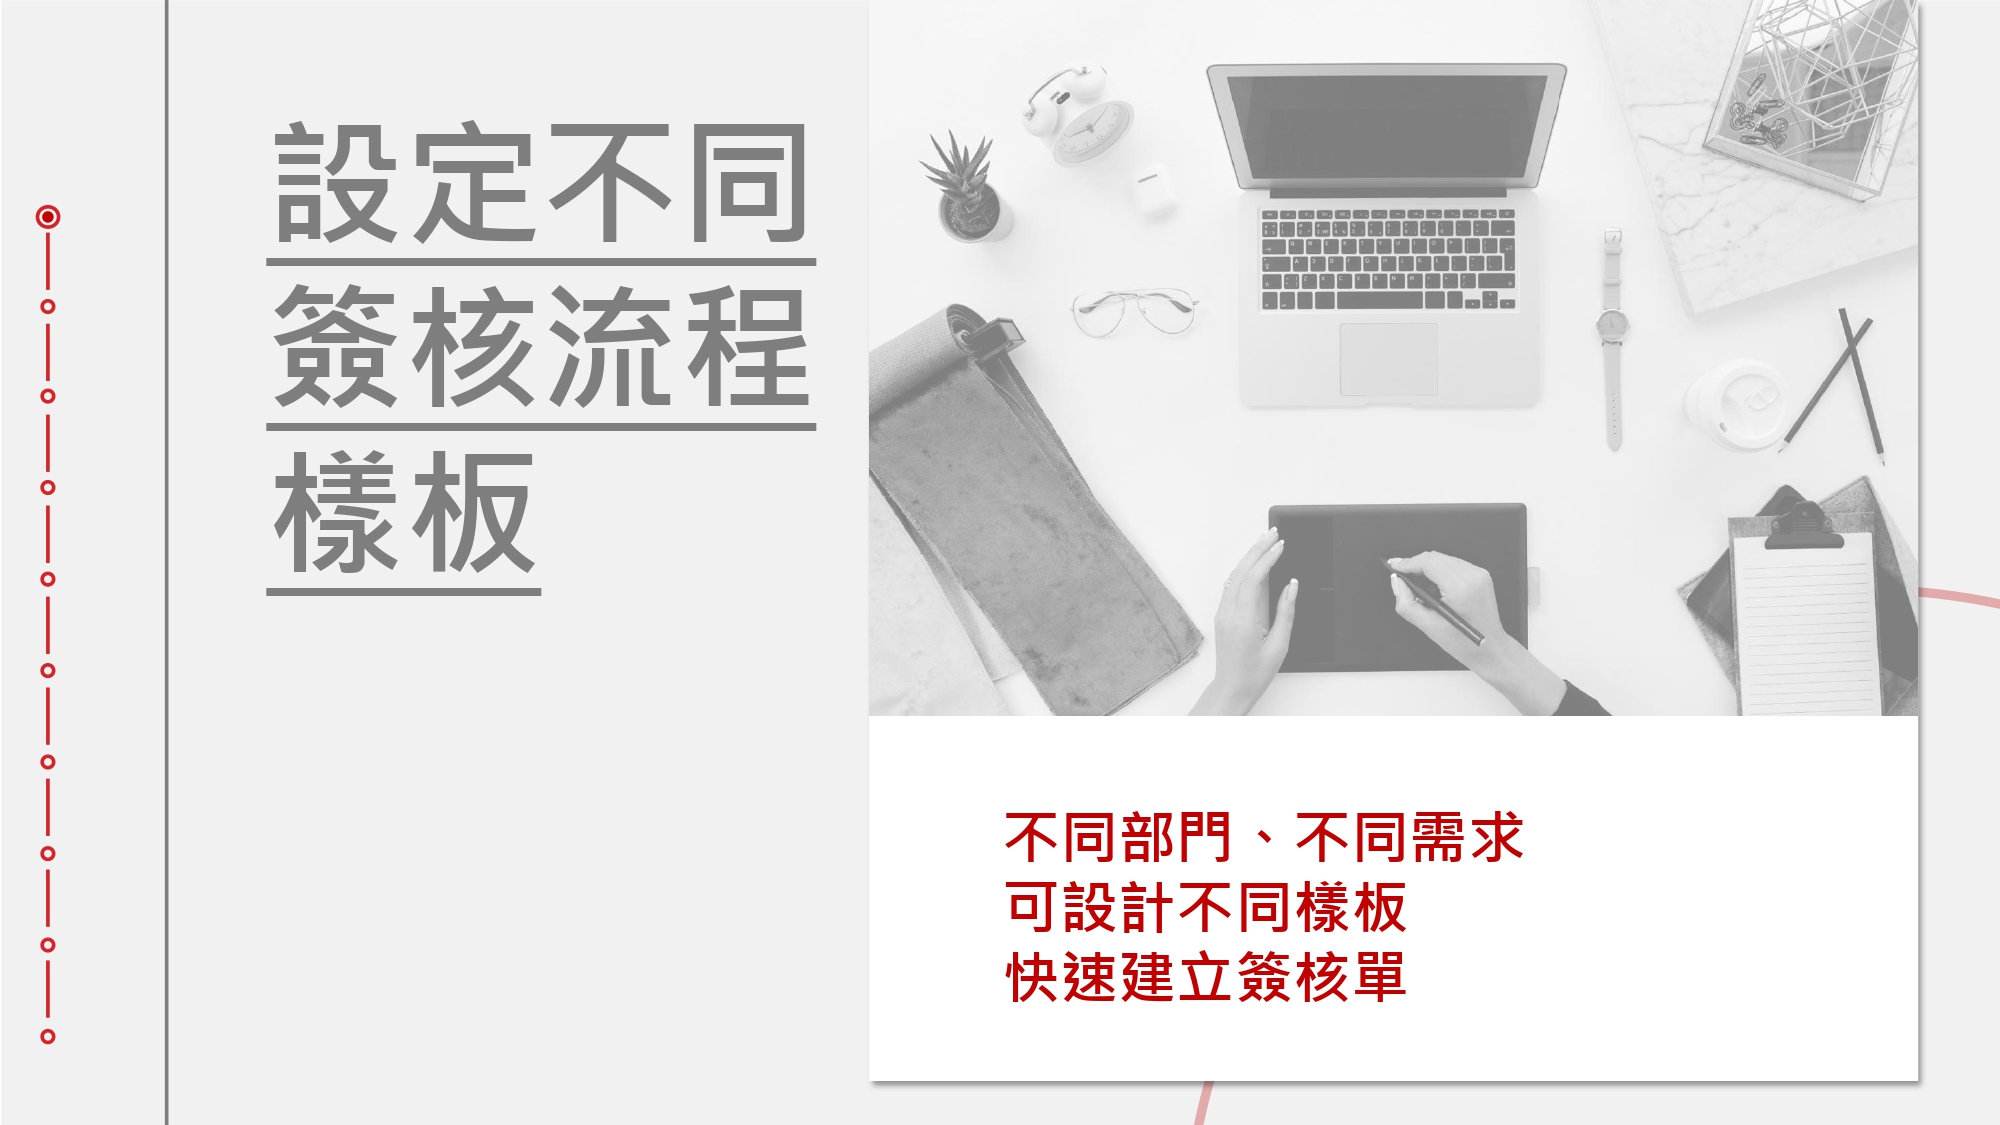 設定不同
簽核流程
樣板
不同部門、不同需求
可設計不同樣板
快速建立簽核單